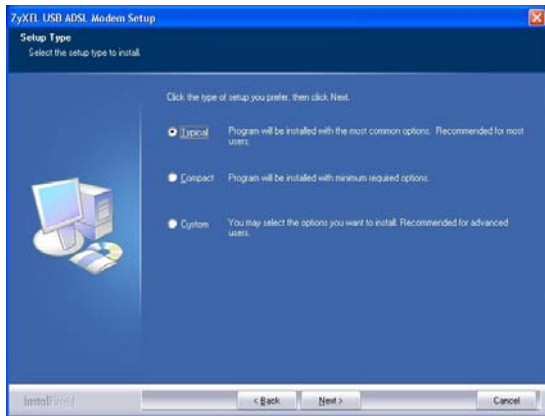 ZyXEL USB ADSL Modem Setup
Setup Type
Select the setup type to install.
Click the type of setup you prefer, then click Next.
Typical Program will be installed with the most common options. Recommended for most
users.
Compact Program will be installed with minimum required options.
Custom You may select the options you want to install. Recommended for advanced
users.
InstallShield
< Back Next > Cancel